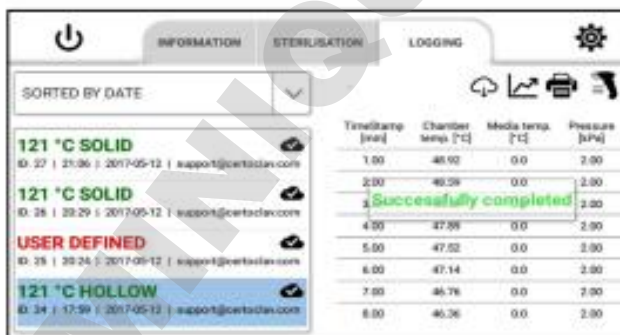 INFORMATION STERILISATION LOGGING
SORTED BY DATE
121 °C SOLID
ID. 27 | 21:06 | 2017-05-12 | support@certoclav.com
121 °C SOLID
ID. 26 | 20:29 | 2017-05-12 | support@certoclav.com
USER DEFINED
ID. 25 | 20:24 | 2017-05-12 | support@certoclav.com
121 °C HOLLOW
ID. 24 | 17:59 | 2017-05-12 | support@certoclav.com
TimeStamp Chamber Media temp. Pressure
[min] temp. [°C] [°C] [kPa]
1.00 48.92 0.0 2.00
2.00 48.59 0.0 2.00
Successfully completed 2.00
4.00 47.89 0.0 2.00
5.00 47.52 0.0 2.00
6.00 47.14 0.0 2.00
7.00 46.76 0.0 2.00
8.00 46.36 0.0 2.00